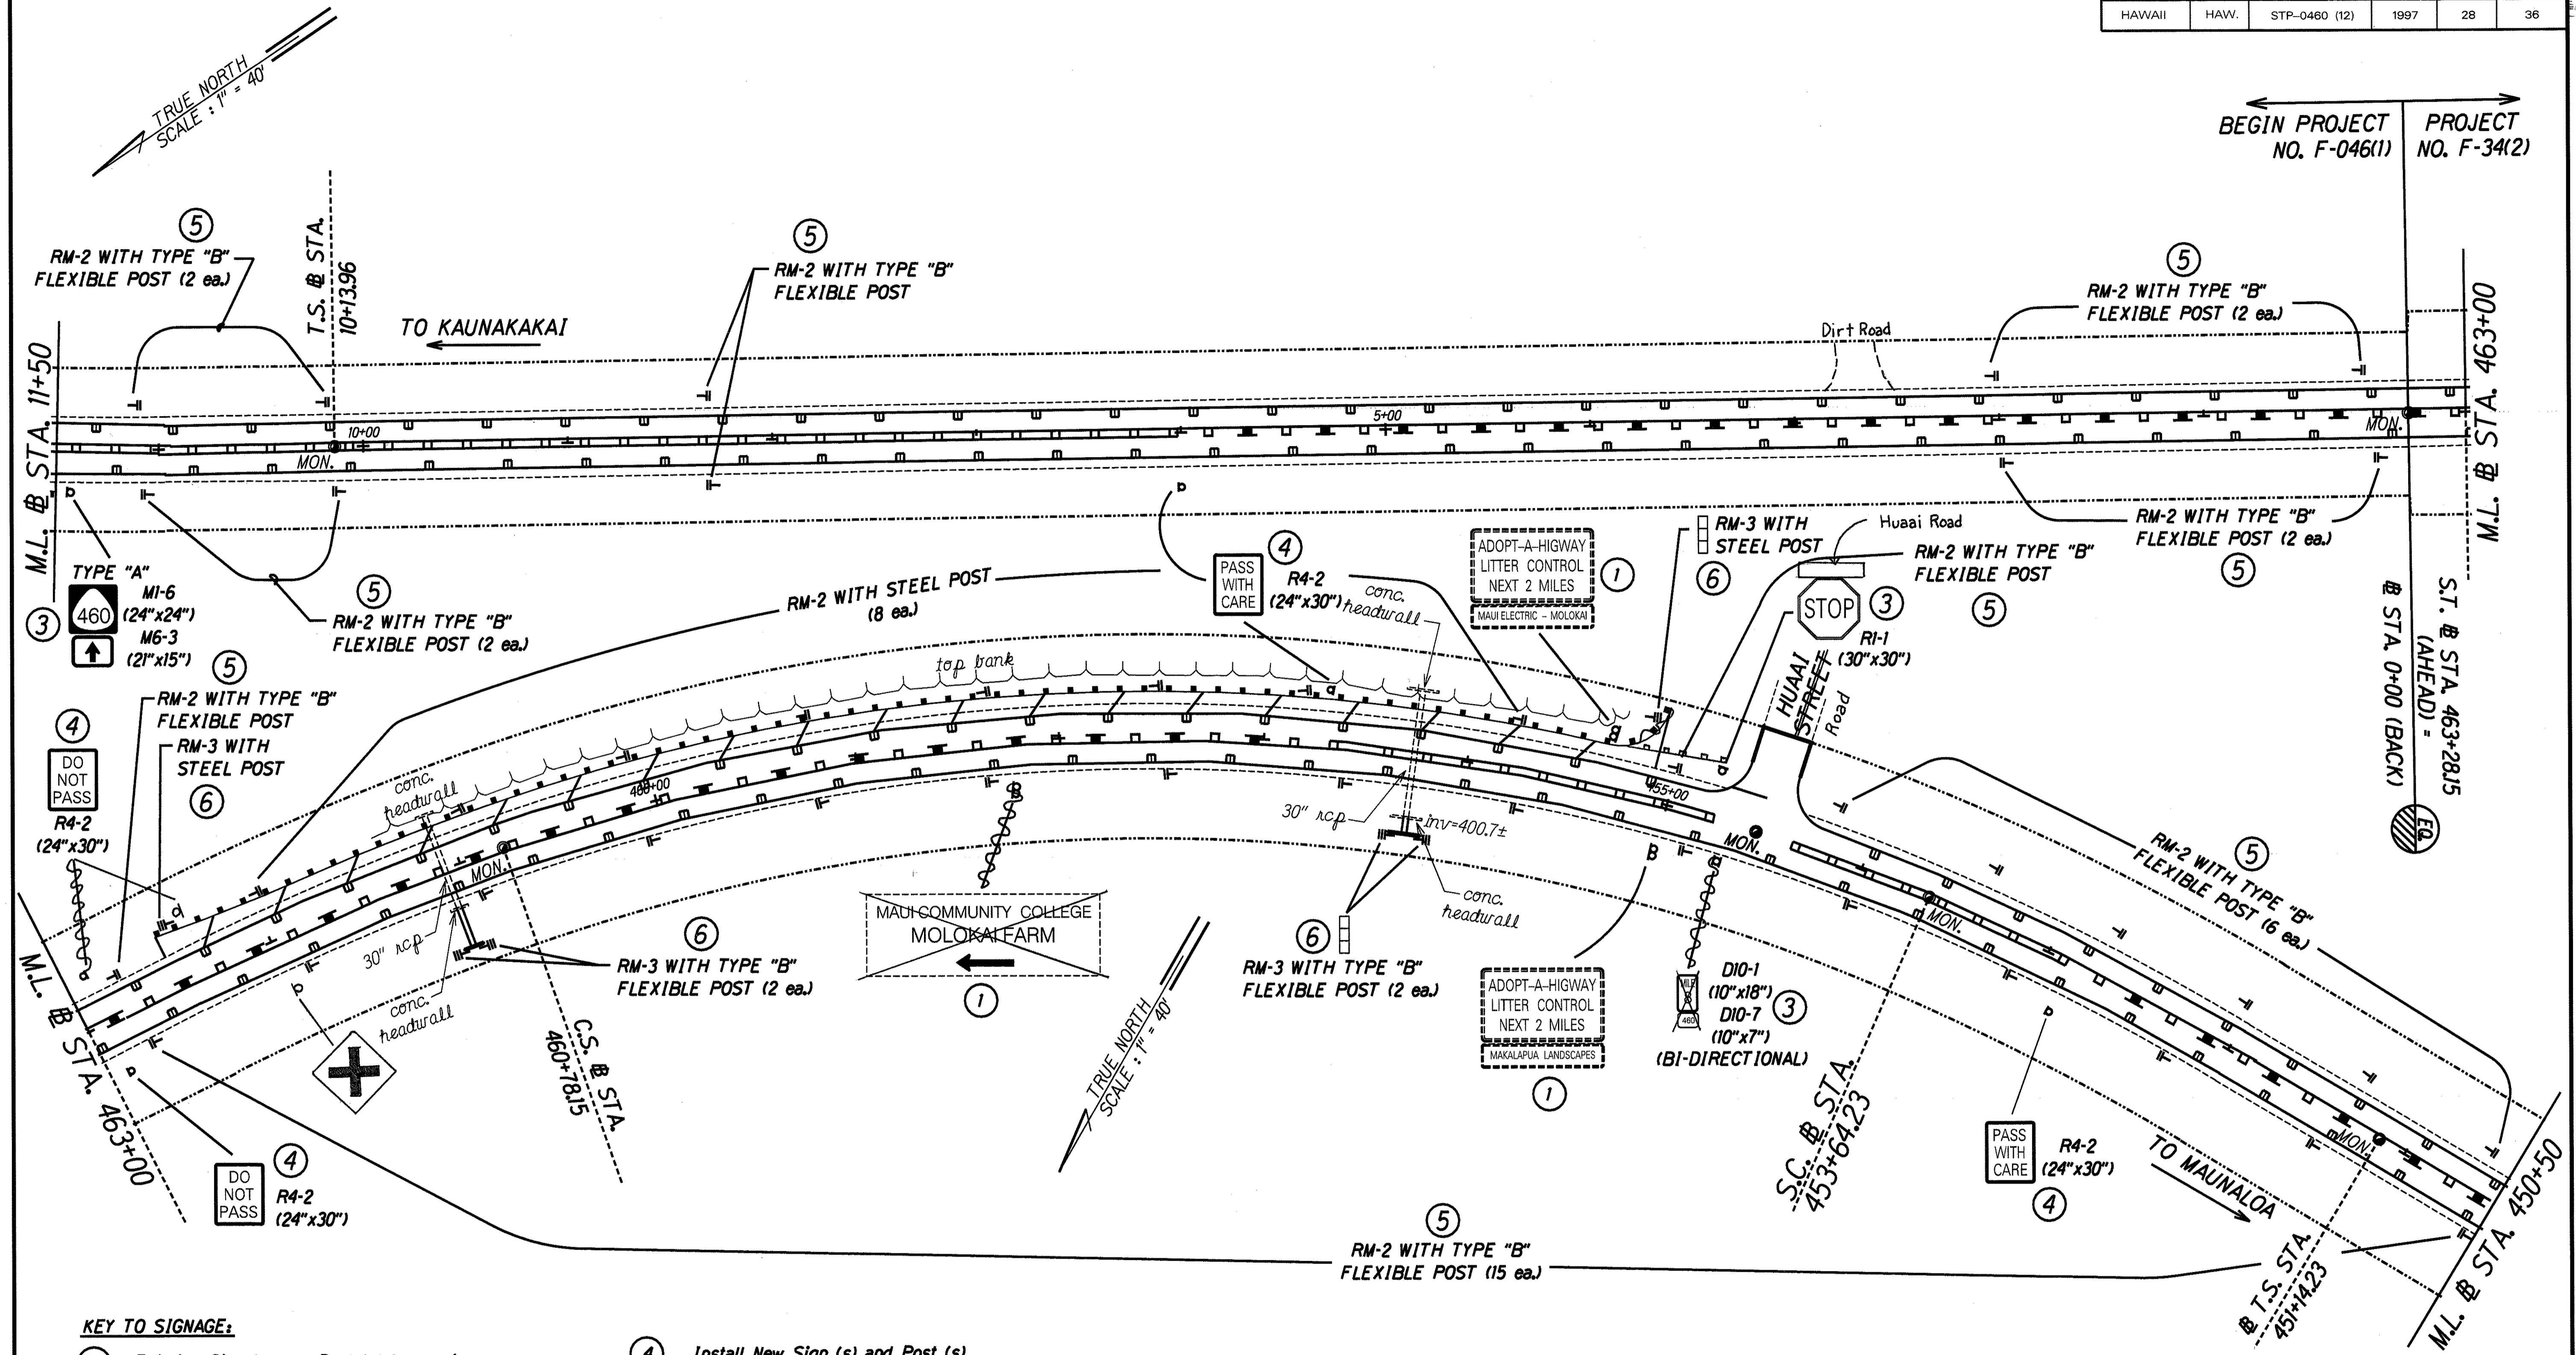 HAWAII HAW. STP-0460 (12) 1997 28 36
TRUE NORTH
SCALE : 1" = 40'
BEGIN PROJECT
NO. F-046(1)
PROJECT
NO. F-34(2)
5
RM-2 WITH TYPE "B"
FLEXIBLE POST (2 ea.)
T.S. BL STA.
10+13.96
TO KAUNAKAKAI
5
RM-2 WITH TYPE "B"
FLEXIBLE POST
5
RM-2 WITH TYPE "B"
FLEXIBLE POST (2 ea.)
Dirt Road
M.L. BL STA. 11+50
10+00
MON.
5+00
MON.
M.L. BL STA. 463+00
TYPE "A"
3
460
M1-6
(24"x24")
M6-3
(21"x15")
5
RM-2 WITH TYPE "B"
FLEXIBLE POST (2 ea.)
RM-2 WITH STEEL POST
(8 ea.)
PASS
WITH
CARE
4
R4-2
(24"x30")
conc.
headwall
ADOPT-A-HIGWAY
LITTER CONTROL
NEXT 2 MILES
MAUI ELECTRIC - MOLOKAI
1
RM-3 WITH
STEEL POST
6
Huaai Road
RM-2 WITH TYPE "B"
FLEXIBLE POST
5
STOP
3
R1-1
(30"x30")
RM-2 WITH TYPE "B"
FLEXIBLE POST (2 ea.)
5
BL STA. 0+00 (BACK)
S.T. BL STA. 463+28.15
(AHEAD) =
EQ.
5
RM-2 WITH TYPE "B"
FLEXIBLE POST
RM-3 WITH
STEEL POST
6
4
DO
NOT
PASS
R4-2
(24"x30")
top bank
conc.
headwall
460+00
MON.
30" rcp
conc.
headwall
6
RM-3 WITH TYPE "B"
FLEXIBLE POST (2 ea.)
C.S. BL STA.
460+78.15
M.L. BL STA. 463+00
DO
NOT
PASS
4
R4-2
(24"x30")
MAUI COMMUNITY COLLEGE
MOLOKAI FARM
1
TRUE NORTH
SCALE : 1" = 40'
30" rcp
inv=400.7±
conc.
headwall
6
RM-3 WITH TYPE "B"
FLEXIBLE POST (2 ea.)
ADOPT-A-HIGWAY
LITTER CONTROL
NEXT 2 MILES
MAKALAPUA LANDSCAPES
1
455+00
MON.
HUAAI
STREET
Road
MILE
8
460
D10-1
(10"x18")
D10-7
(10"x7")
(BI-DIRECTIONAL)
3
MON.
S.C. BL STA.
453+64.23
5
RM-2 WITH TYPE "B"
FLEXIBLE POST (6 ea.)
PASS
WITH
CARE
R4-2
(24"x30")
4
TO MAUNALOA
MON.
BL T.S. STA.
451+14.23
M.L. BL STA. 450+50
5
RM-2 WITH TYPE "B"
FLEXIBLE POST (15 ea.)
KEY TO SIGNAGE:
4 Install New Sign (s) and Post (s)